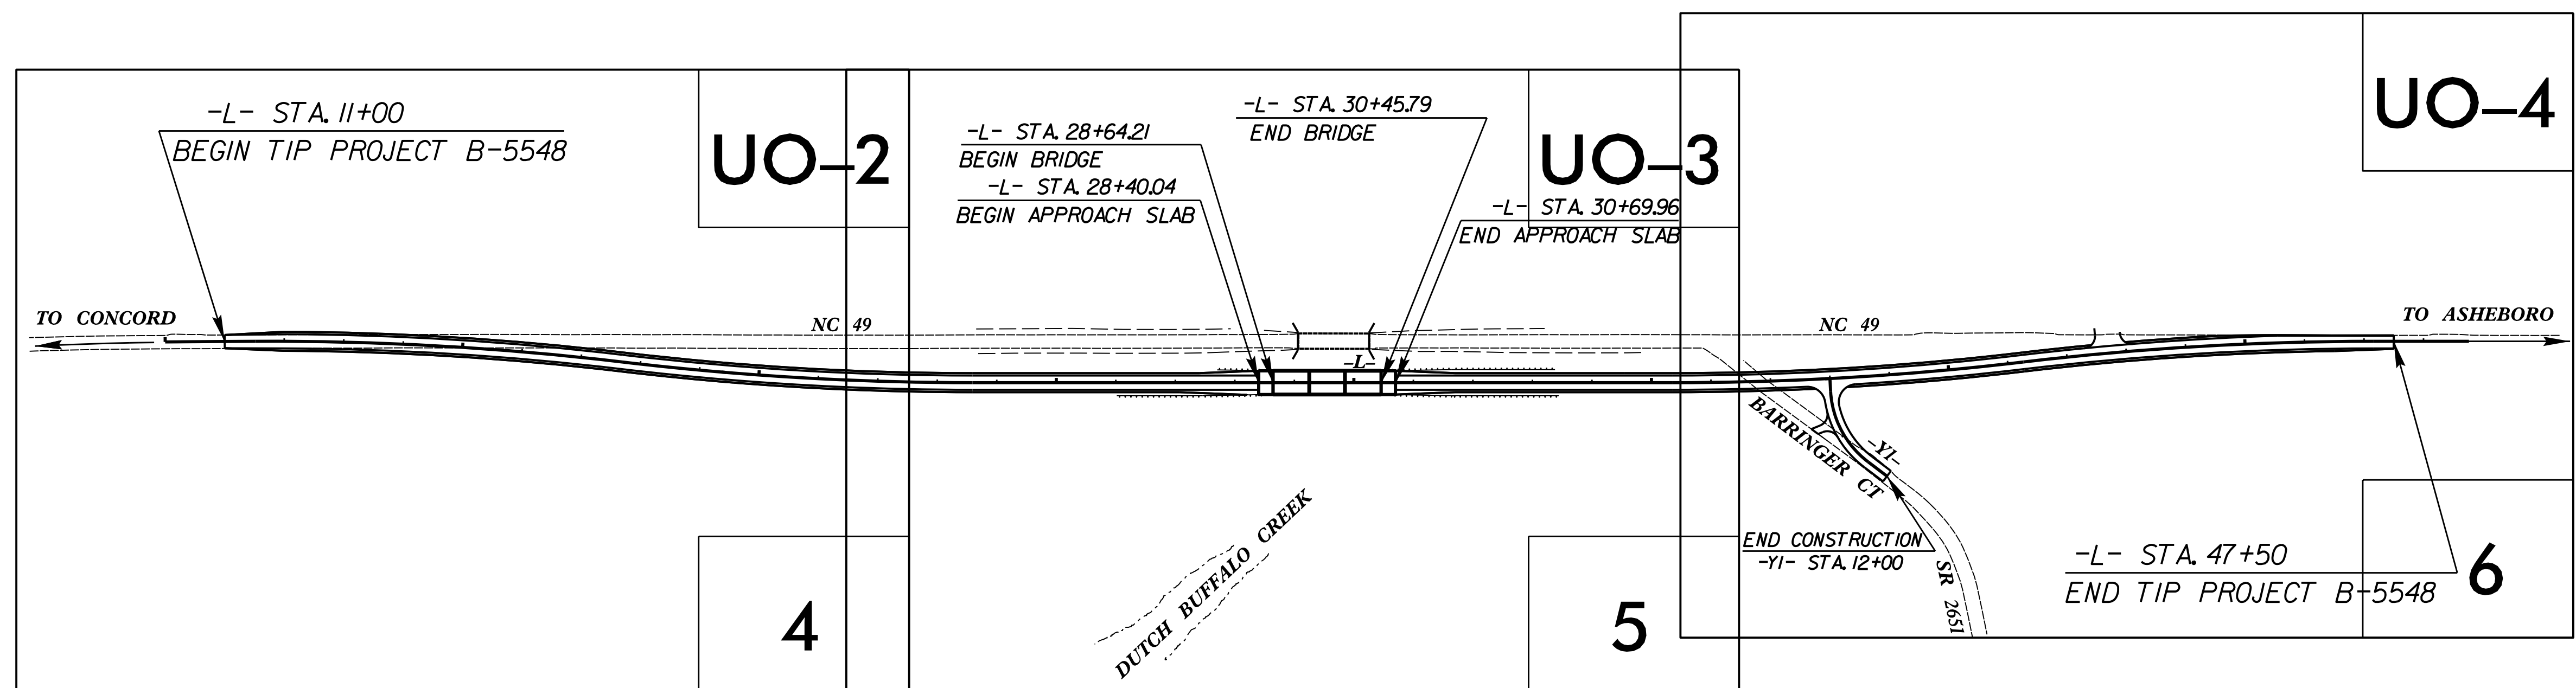 -L- STA. 11+00
BEGIN TIP PROJECT B-5548
UO-2
-L- STA. 28+64.21
BEGIN BRIDGE
-L- STA. 28+40.04
BEGIN APPROACH SLAB
-L- STA. 30+45.79
END BRIDGE
UO-3
-L- STA. 30+69.96
END APPROACH SLAB
UO-4
TO CONCORD
NC 49
-L-
NC 49
TO ASHEBORO
BARRINGER CT
-Y1-
DUTCH BUFFALO CREEK
END CONSTRUCTION
-Y1- STA. 12+00
SR 2651
-L- STA. 47+50
END TIP PROJECT B-5548
4
5
6